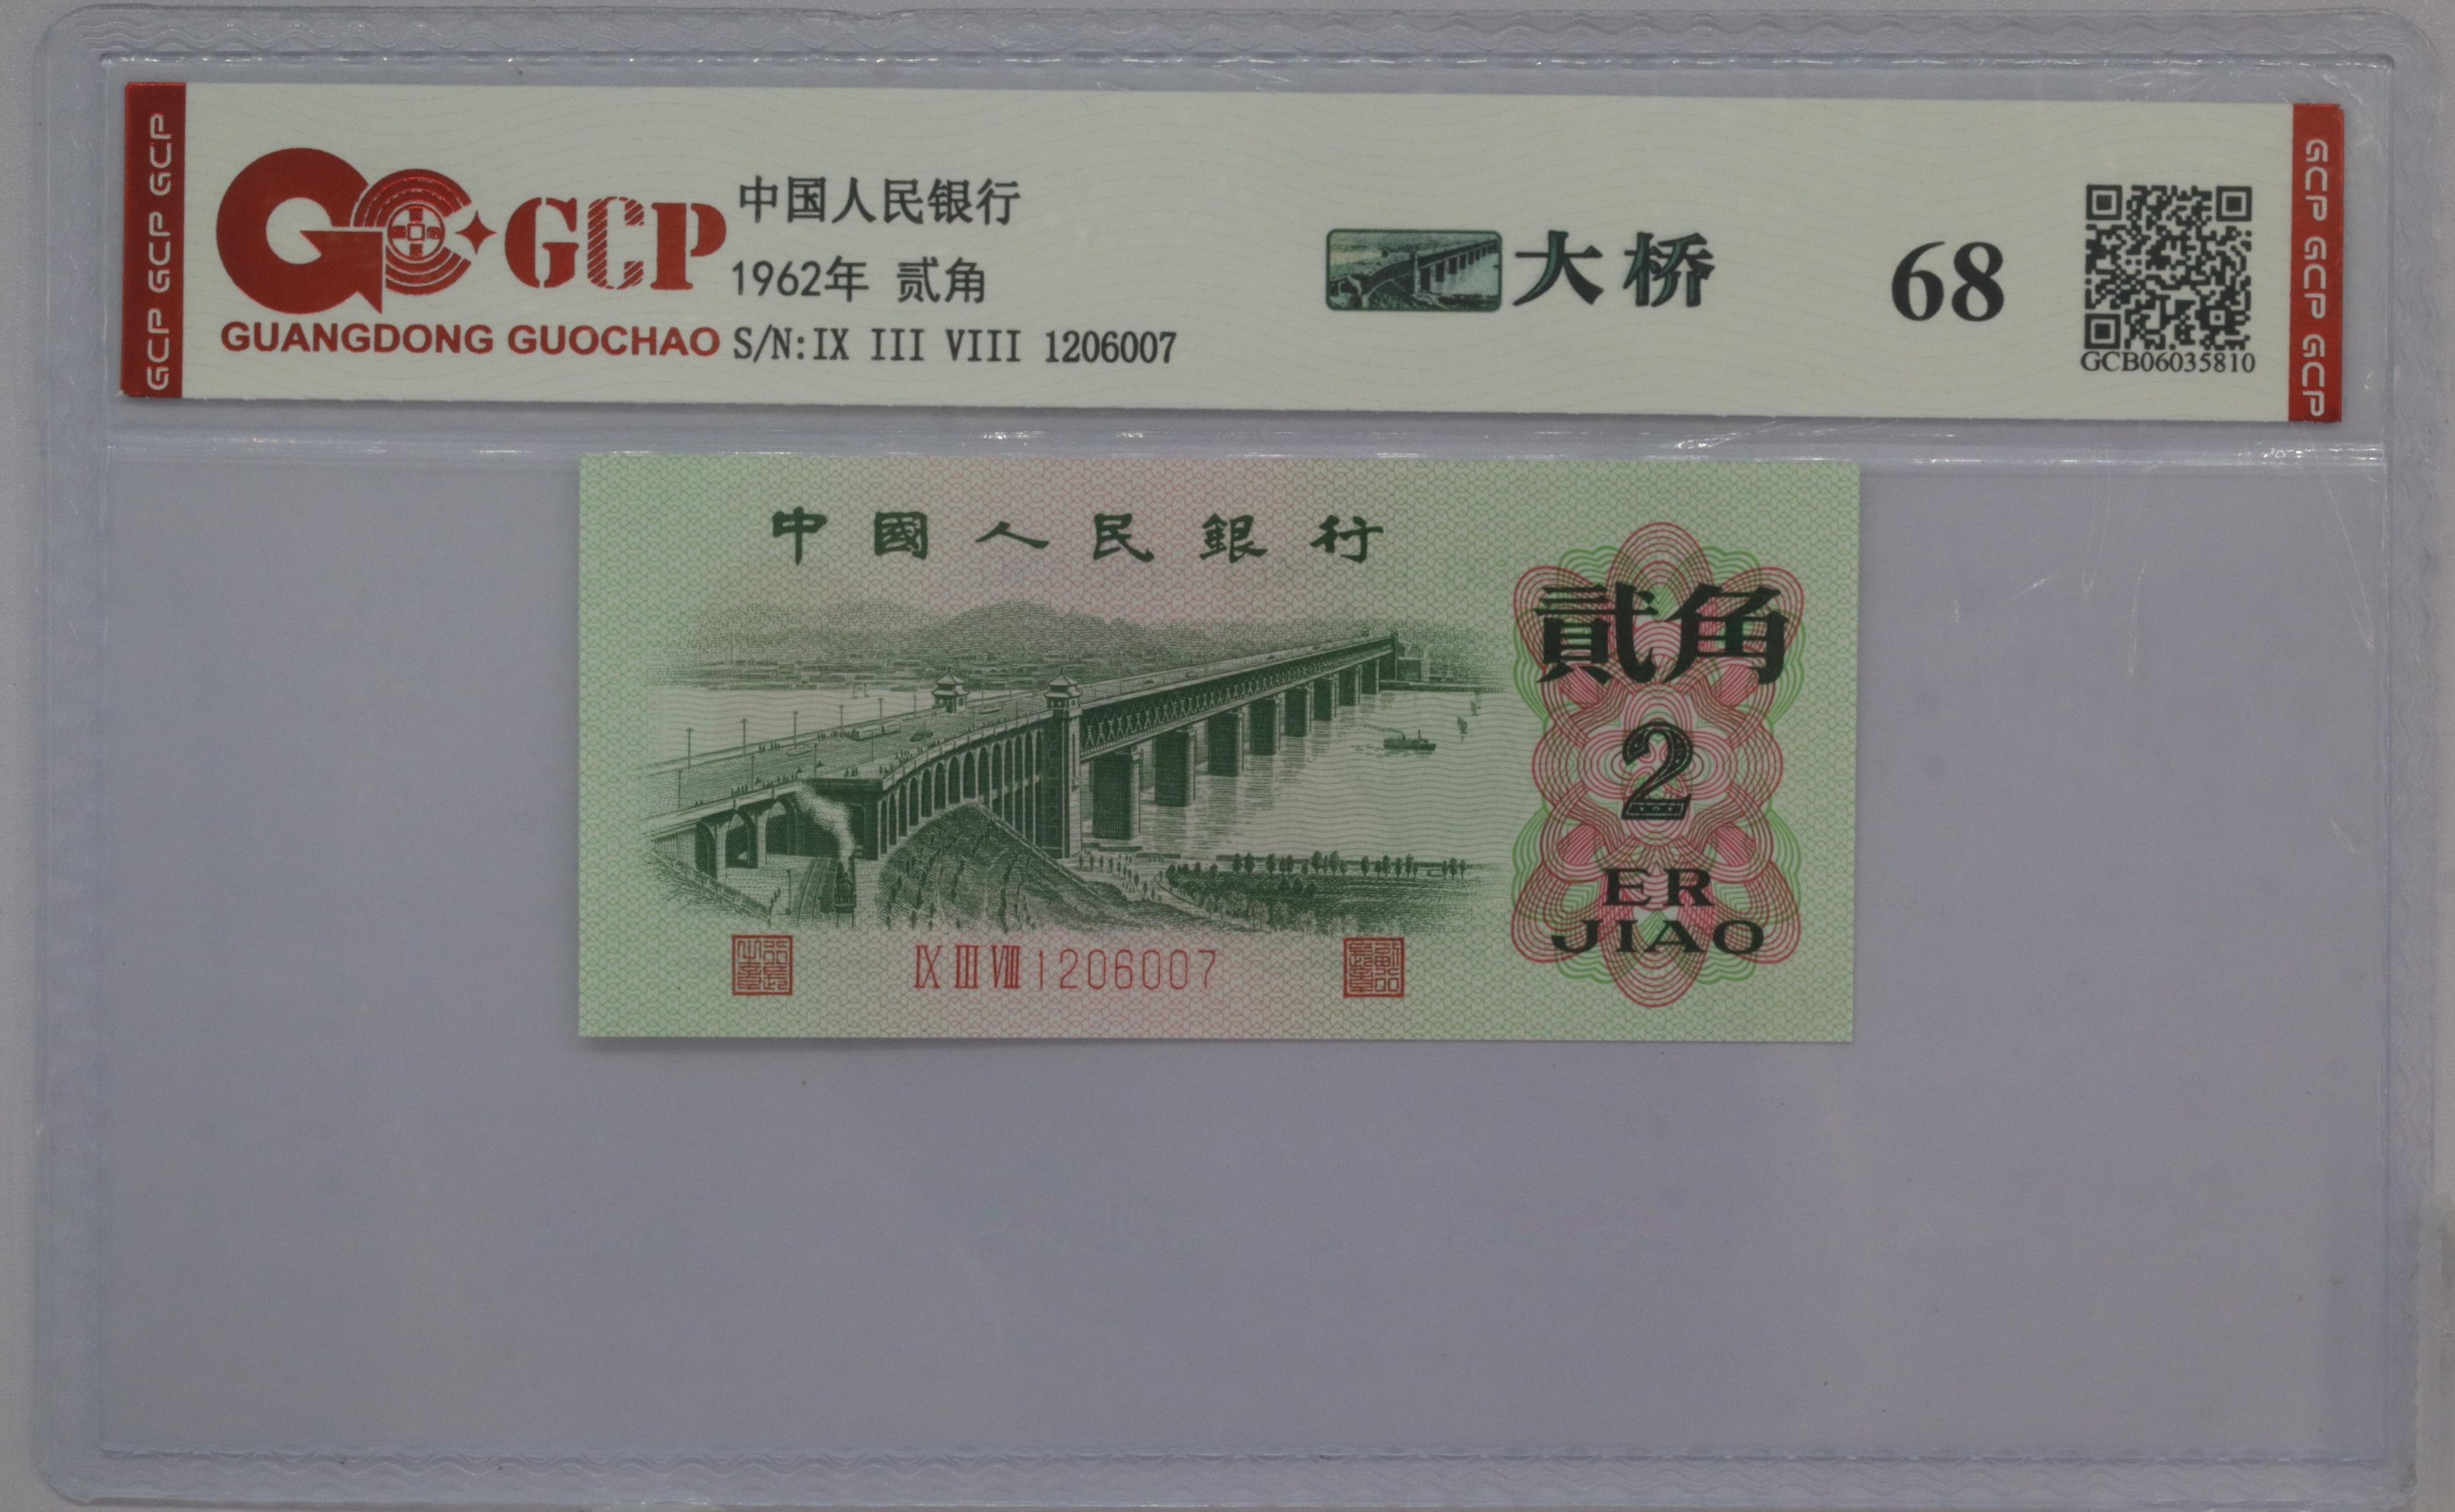 GCP GCP GCP
GCP
中国人民银行
1962年 贰角
GUANGDONG GUOCHAO
S/N:IX III VIII 1206007
大桥
68
GCB06035810
GCP GCP GCP
中國人民銀行
貳角
2
ER
JIAO
IX III VIII 1206007